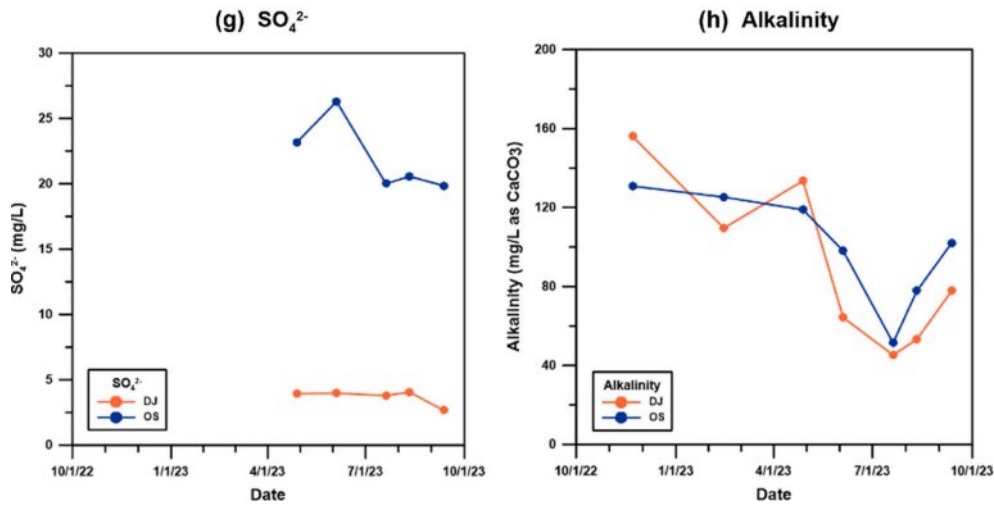 (g) SO₄²⁻
30
25
20
15
10
5
0
SO₄²⁻ (mg/L)
SO₄²⁻
DJ
OS
10/1/22 1/1/23 4/1/23 7/1/23 10/1/23
Date
(h) Alkalinity
200
160
120
80
40
0
Alkalinity (mg/L as CaCO3)
Alkalinity
DJ
OS
10/1/22 1/1/23 4/1/23 7/1/23 10/1/23
Date